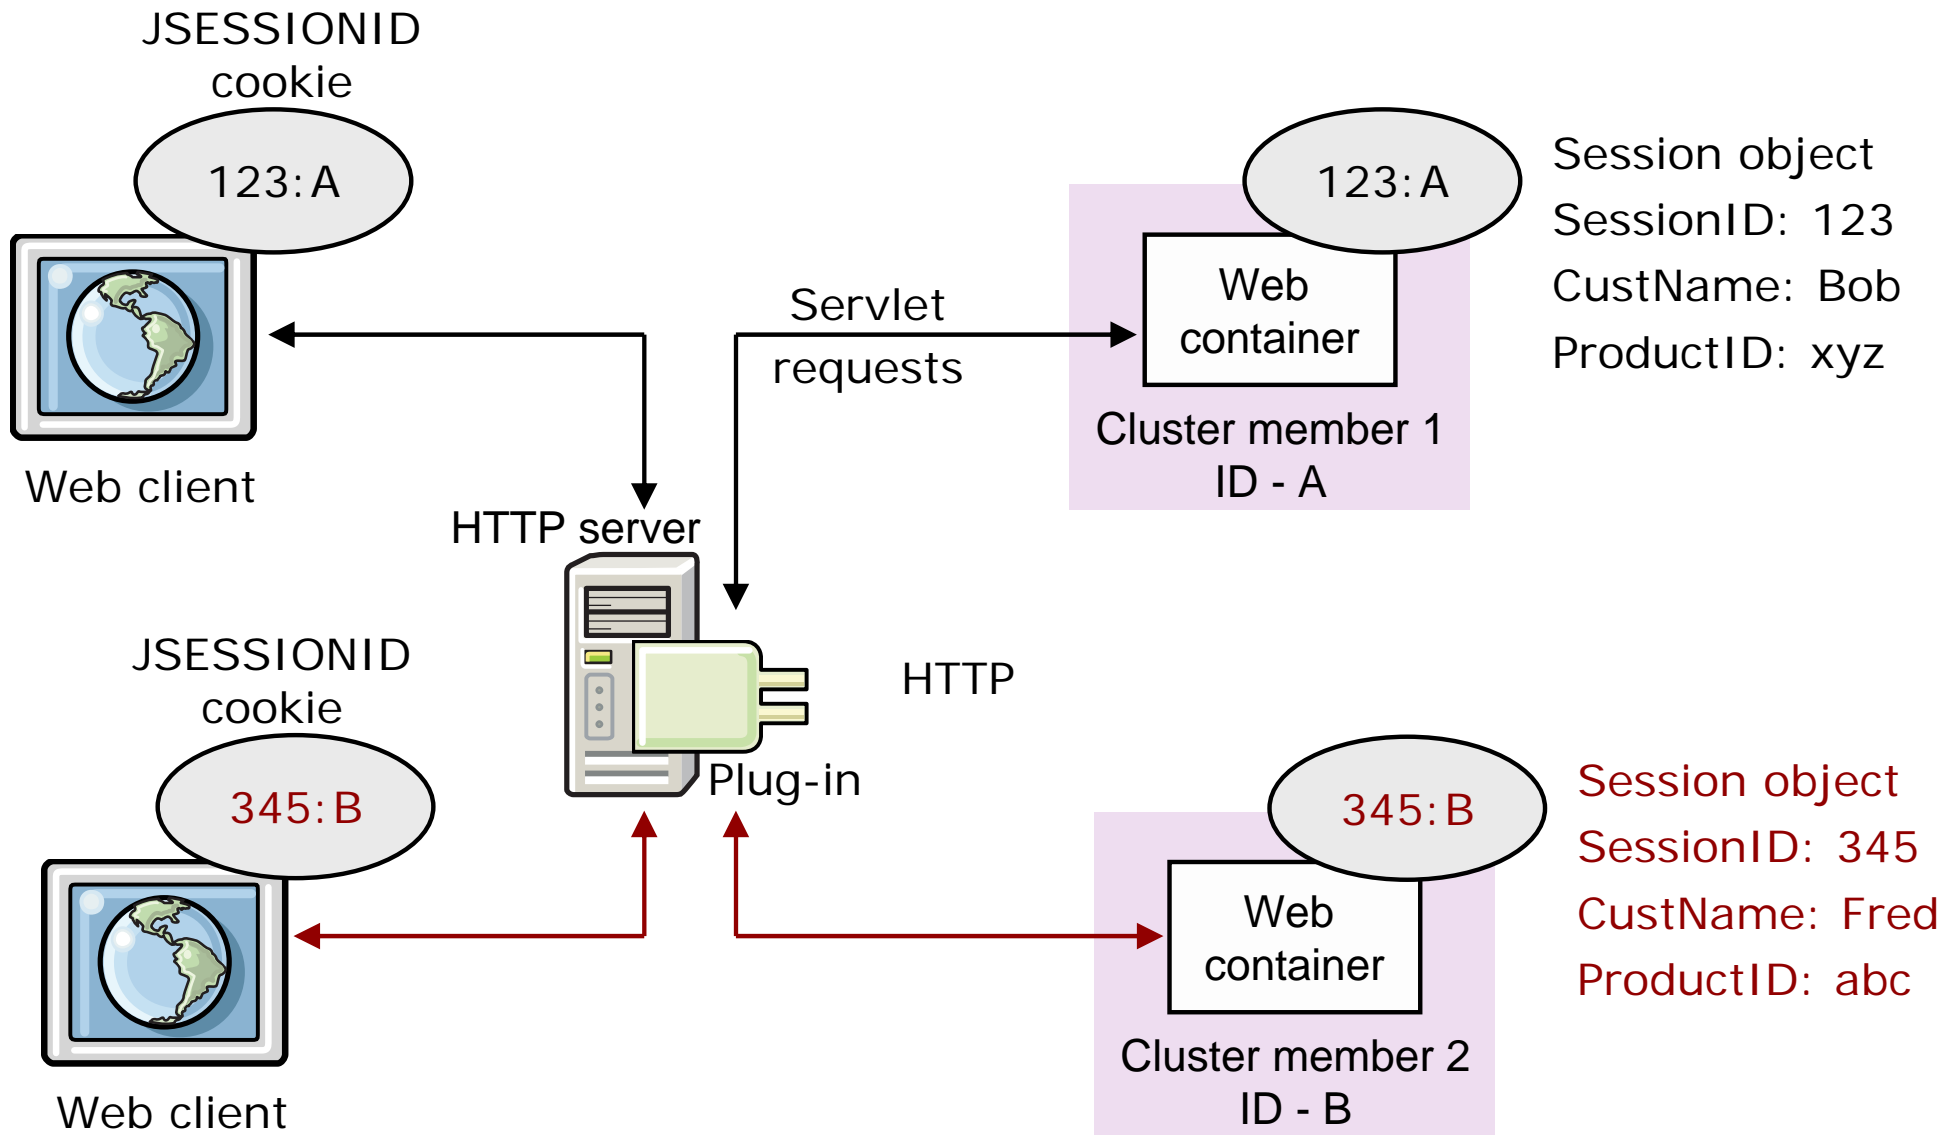 JSESSIONID
cookie
123:A
Web client
Servlet
requests
123:A
Web
container
Cluster member 1
ID - A
Session object
SessionID: 123
CustName: Bob
ProductID: xyz
HTTP server
HTTP
Plug-in
JSESSIONID
cookie
345:B
Web client
345:B
Web
container
Cluster member 2
ID - B
Session object
SessionID: 345
CustName: Fred
ProductID: abc